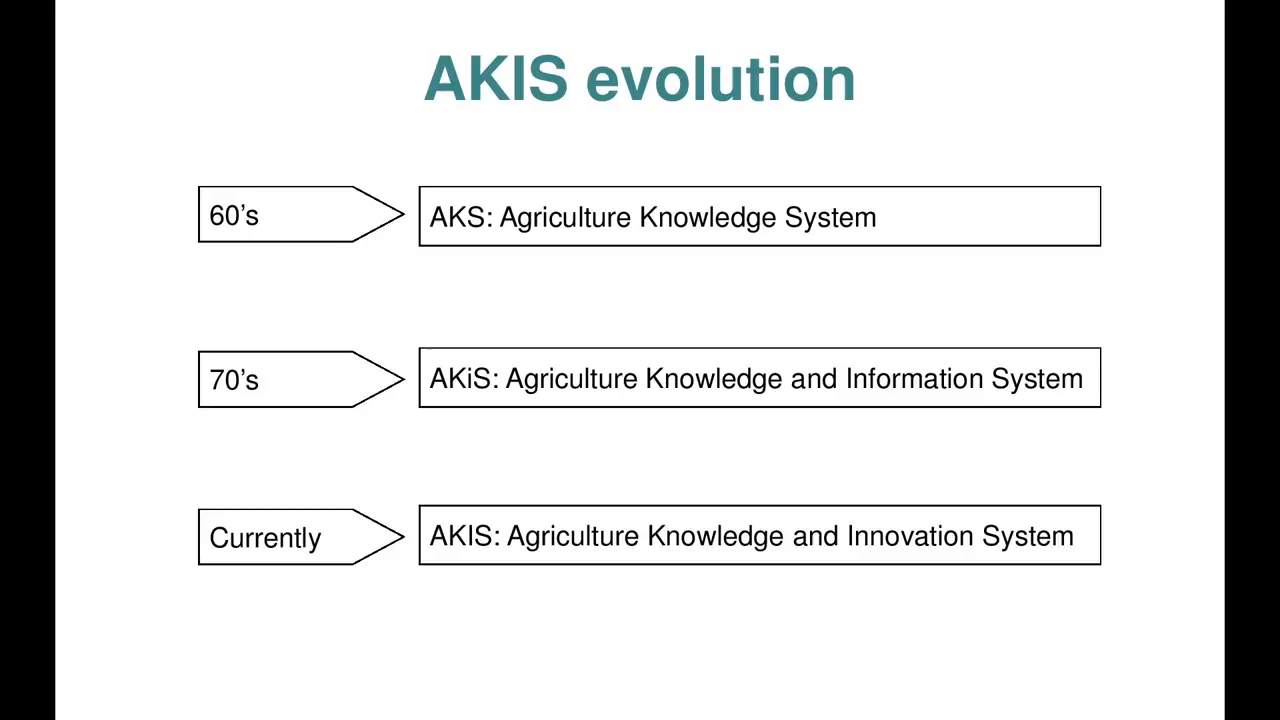 AKIS evolution
60’s
AKS: Agriculture Knowledge System
70’s
AKiS: Agriculture Knowledge and Information System
Currently
AKIS: Agriculture Knowledge and Innovation System